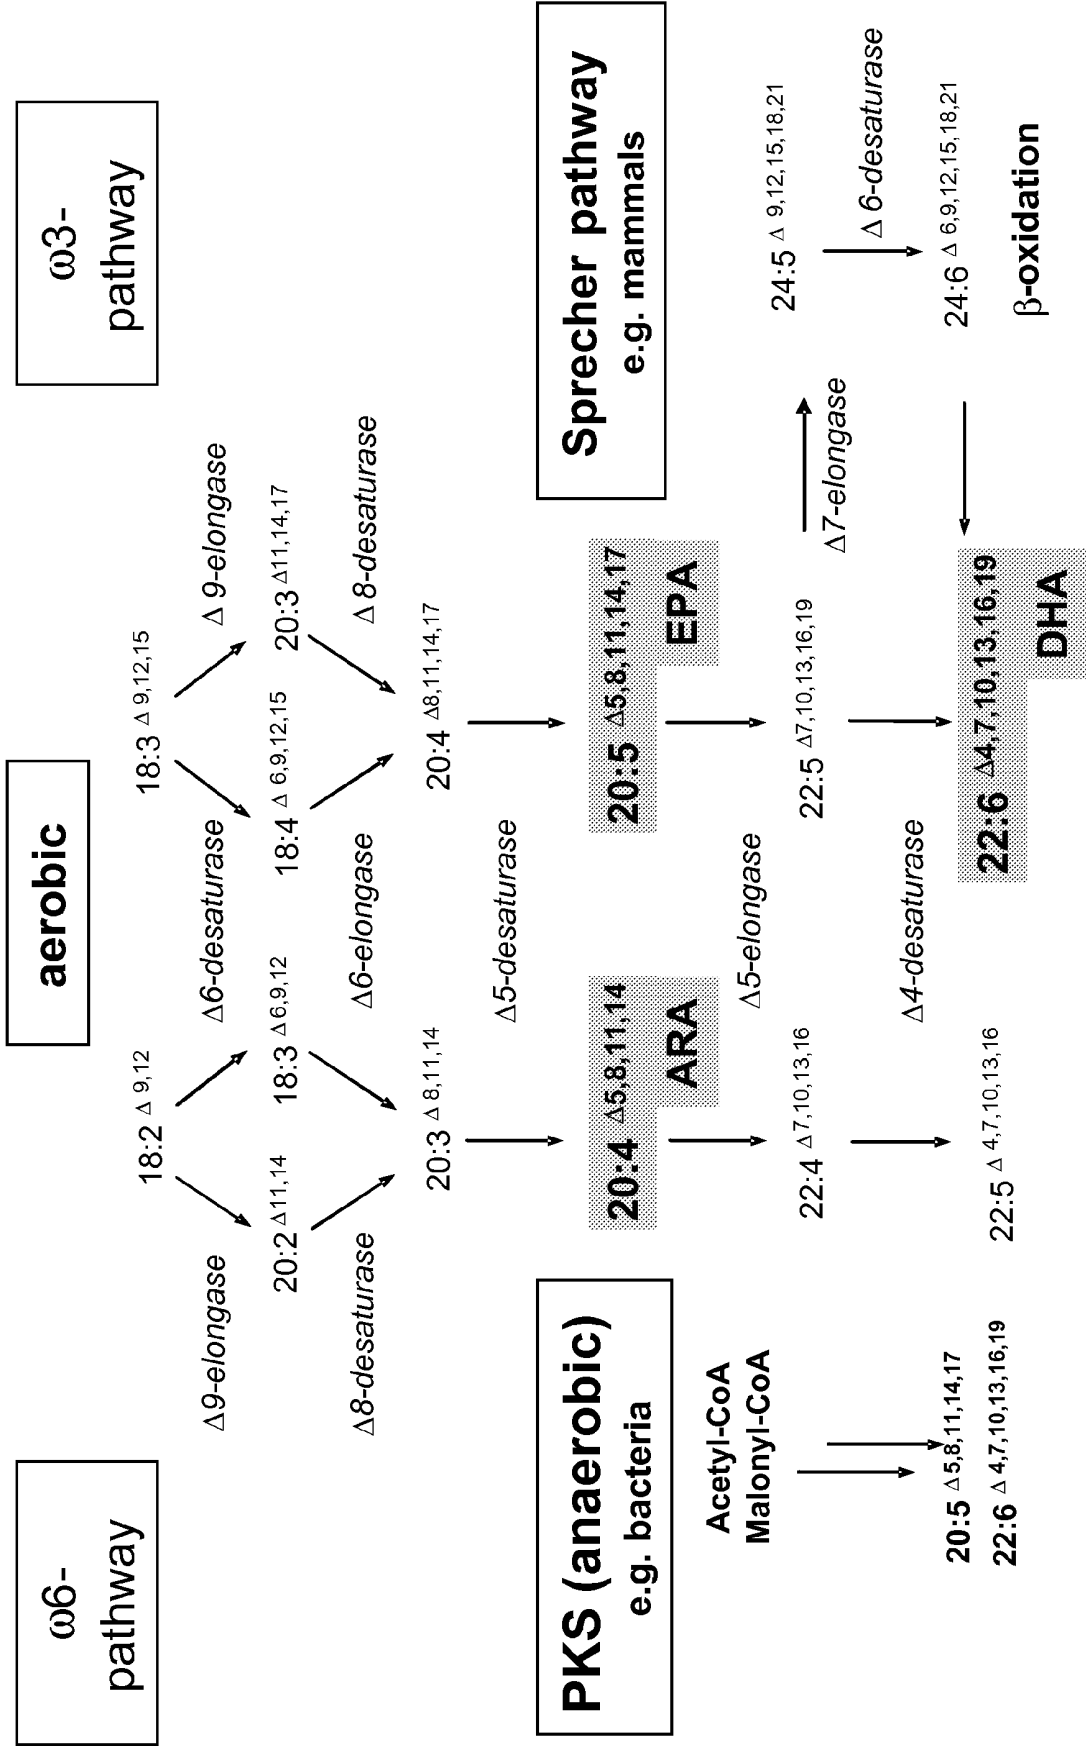 aerobic
ω6-
pathway
ω3-
pathway
18:2 Δ 9,12
18:3 Δ 9,12,15
Δ9-elongase
Δ6-desaturase
Δ 9-elongase
20:2 Δ11,14
18:3 Δ6,9,12
18:4 Δ 6,9,12,15
20:3 Δ11,14,17
Δ8-desaturase
Δ6-elongase
Δ 8-desaturase
20:3 Δ 8,11,14
20:4 Δ8,11,14,17
Δ5-desaturase
PKS (anaerobic)
e.g. bacteria
20:4 Δ5,8,11,14
ARA
20:5 Δ5,8,11,14,17
EPA
Sprecher pathway
e.g. mammals
Acetyl-CoA
Malonyl-CoA
Δ5-elongase
22:4 Δ7,10,13,16
22:5 Δ7,10,13,16,19
Δ7-elongase
24:5 Δ 9,12,15,18,21
Δ4-desaturase
Δ 6-desaturase
20:5 Δ 5,8,11,14,17
22:6 Δ 4,7,10,13,16,19
22:5 Δ 4,7,10,13,16
22:6 Δ4,7,10,13,16,19
DHA
24:6 Δ 6,9,12,15,18,21
β-oxidation